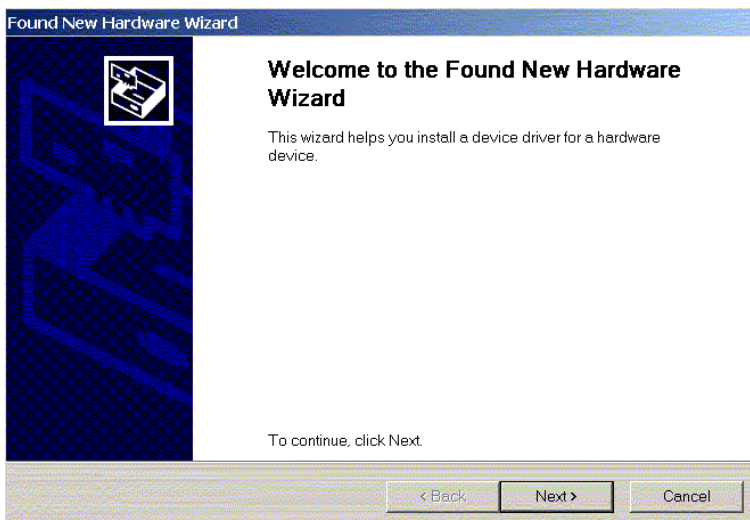 Found New Hardware Wizard
Welcome to the Found New Hardware
Wizard
This wizard helps you install a device driver for a hardware
device.
To continue, click Next.
< Back
Next >
Cancel